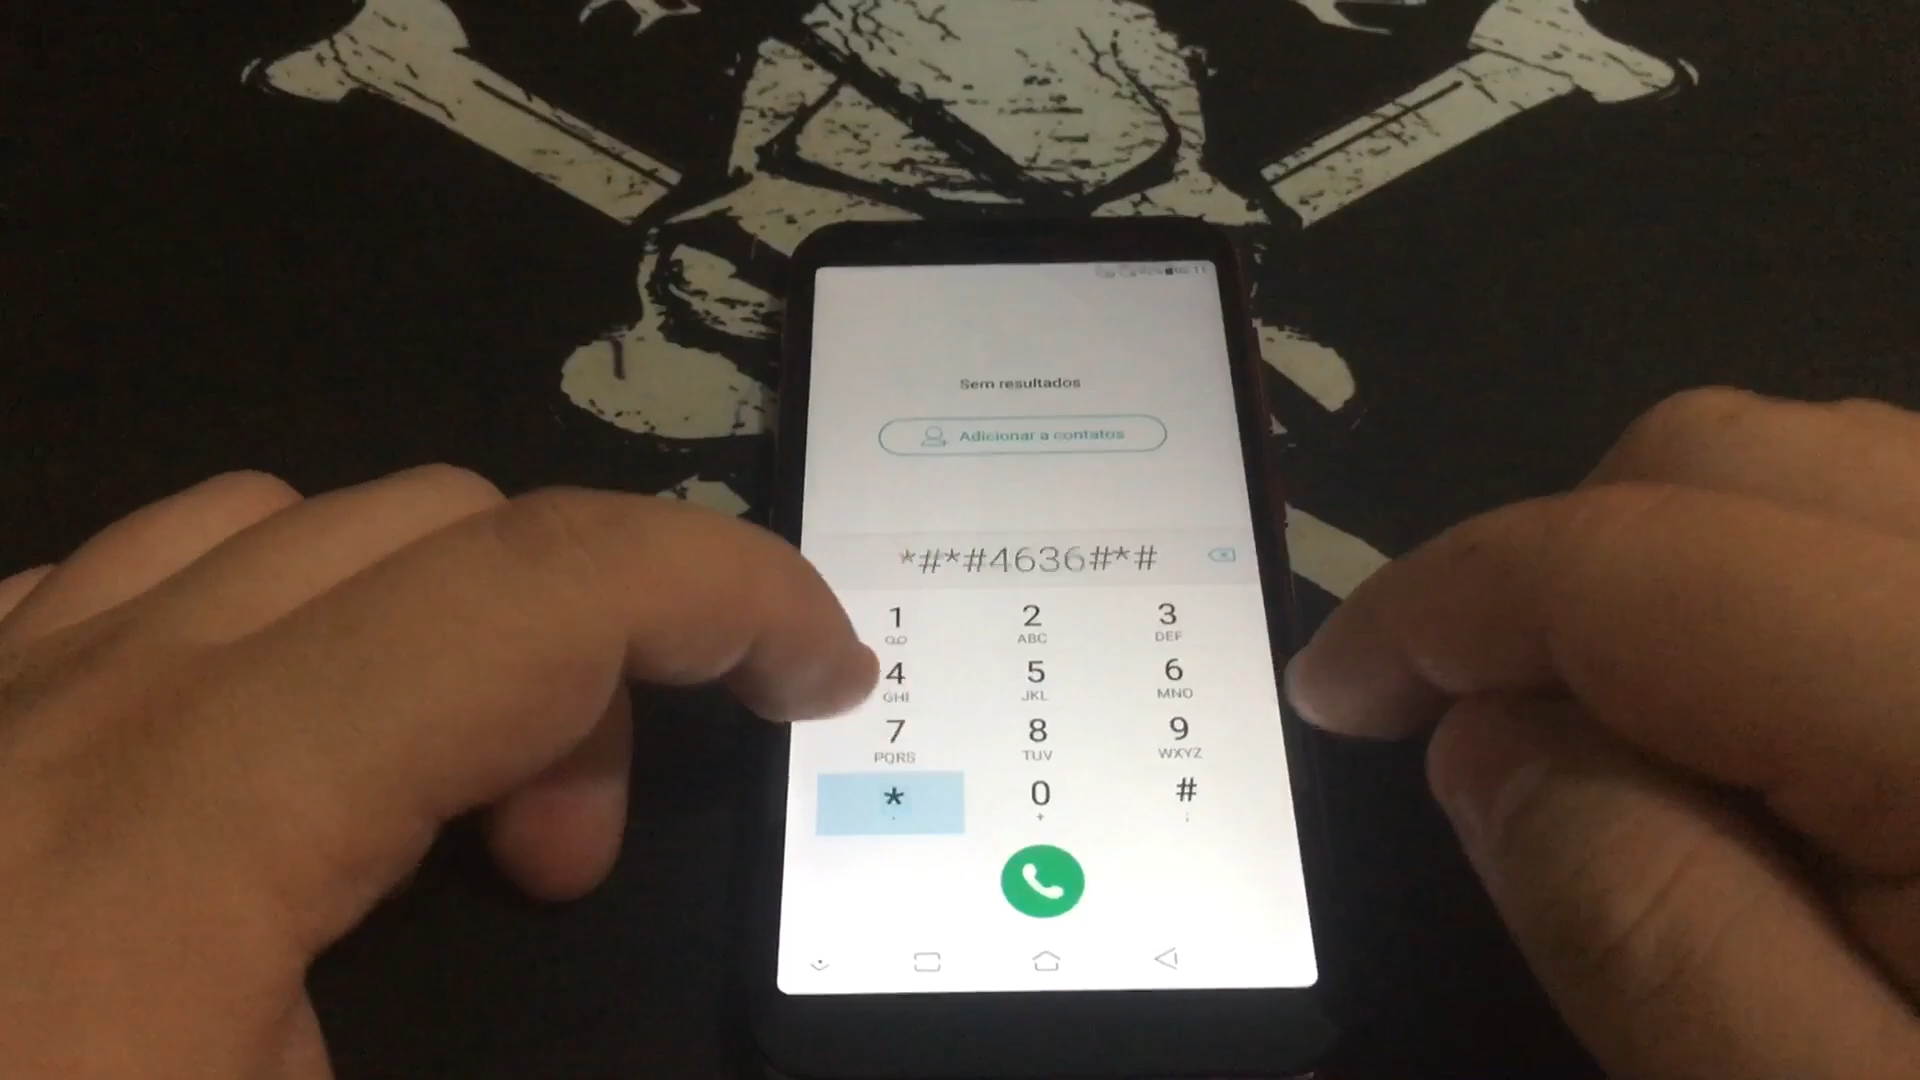 Sem resultados
Adicionar a contatos
*#*#4636#*#
1 2 3
ABC DEF
4 5 6
GHI JKL MNO
7 8 9
PQRS TUV WXYZ
* 0 #
+ ;